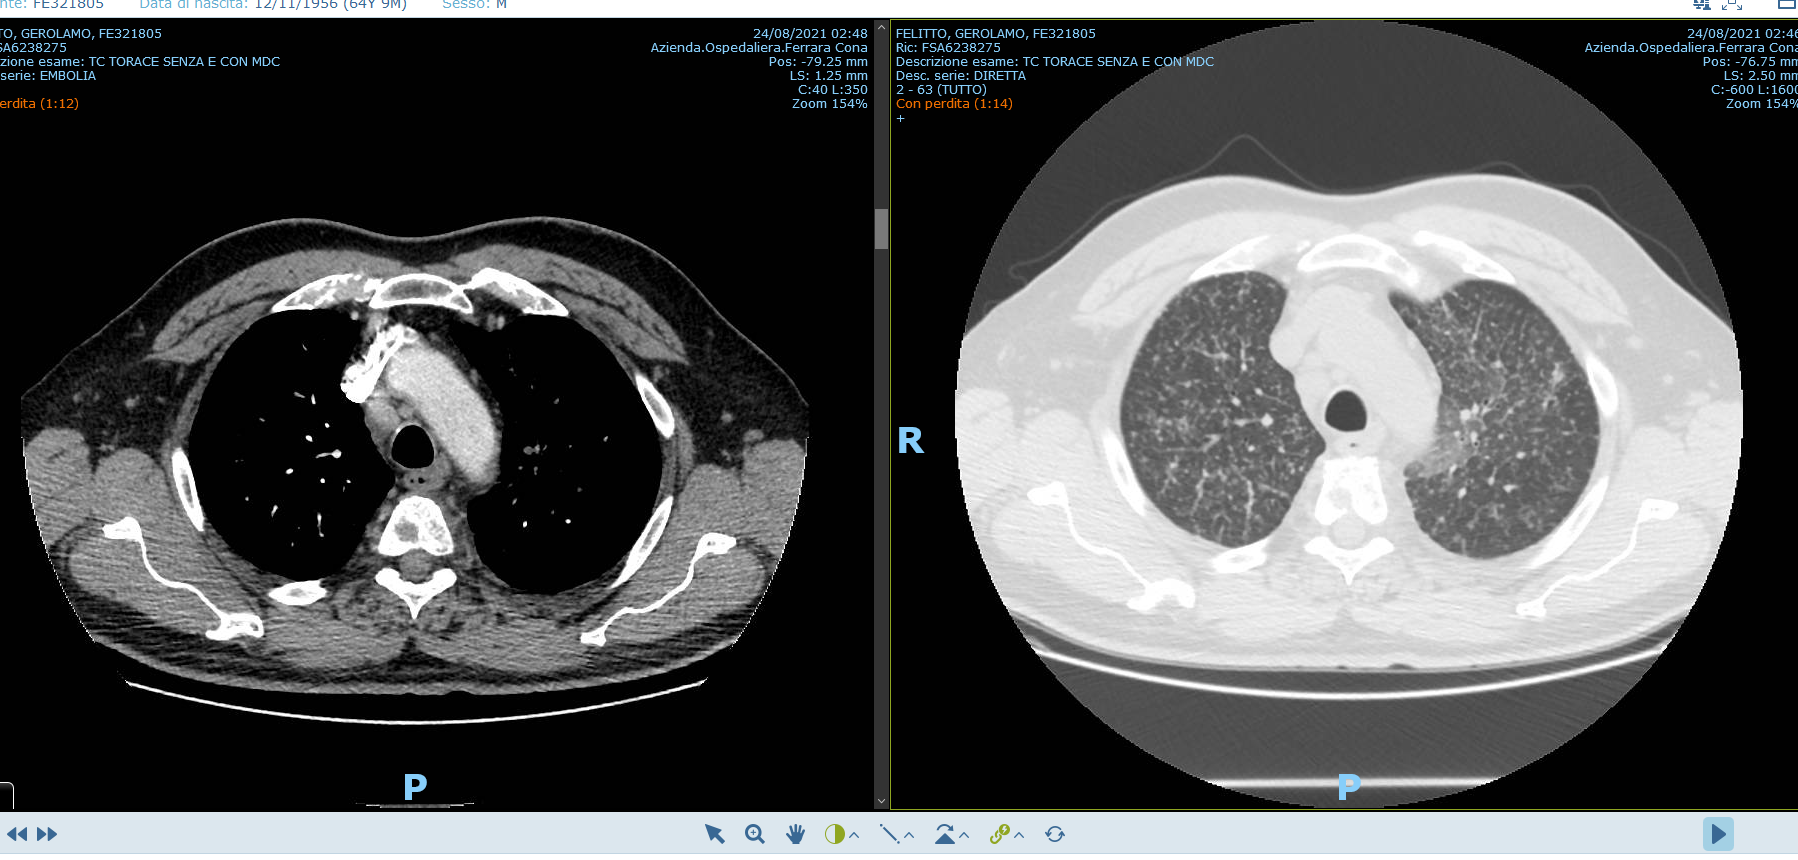 nte: FE321805 Data di nascita: 12/11/1956 (64Y 9M) Sesso: M
TO, GEROLAMO, FE321805
SA6238275
zione esame: TC TORACE SENZA E CON MDC
serie: EMBOLIA
erdita (1:12)
24/08/2021 02:48
Azienda.Ospedaliera.Ferrara Cona
Pos: -79.25 mm
LS: 1.25 mm
C:40 L:350
Zoom 154%
P
FELITTO, GEROLAMO, FE321805
Ric: FSA6238275
Descrizione esame: TC TORACE SENZA E CON MDC
Desc. serie: DIRETTA
2 - 63 (TUTTO)
Con perdita (1:14)
+
24/08/2021 02:46
Azienda.Ospedaliera.Ferrara Cona
Pos: -76.75 mm
LS: 2.50 mm
C:-600 L:1600
Zoom 154%
R
P